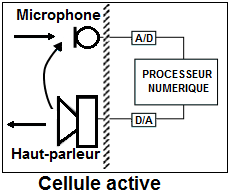 Microphone
A/D
PROCESSEUR
NUMERIQUE
D/A
Haut-parleur
Cellule active